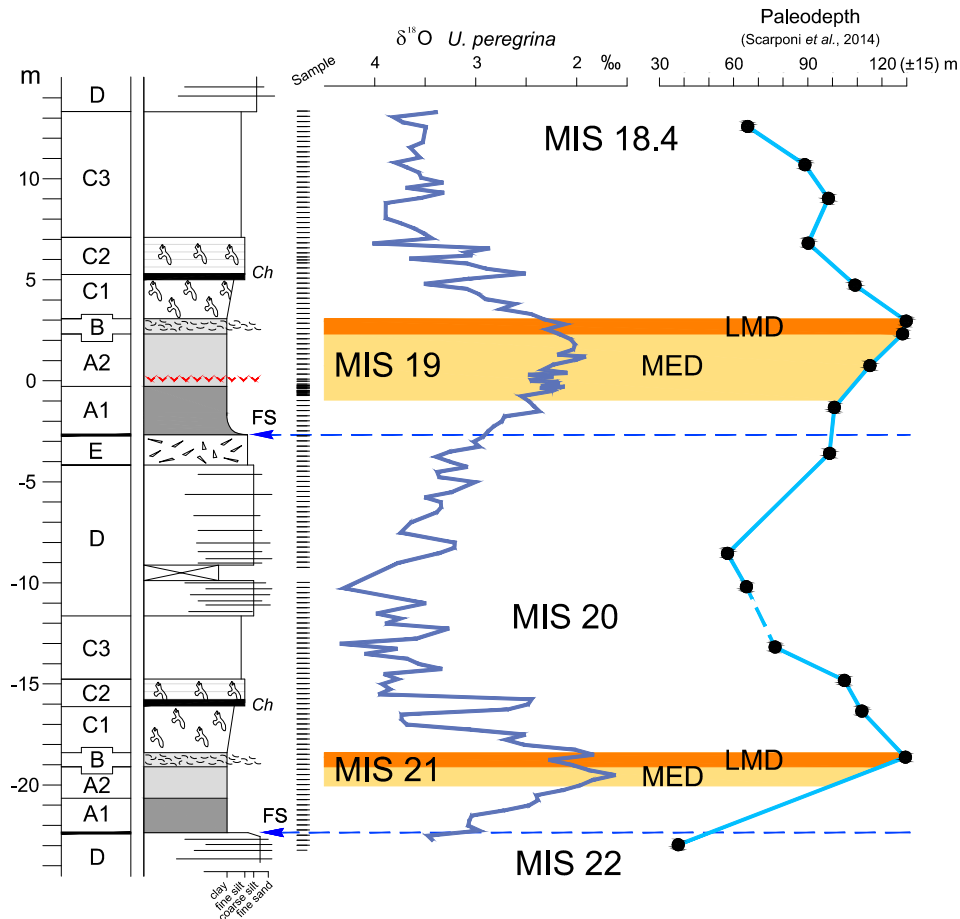 Paleodepth
δ¹⁸O U. peregrina
(Scarponi et al., 2014)
m
Sample
4 3 2 ‰
30 60 90 120 (±15) m
D
MIS 18.4
10
C3
C2
Ch
5
C1
B
LMD
MIS 19
MED
A2
0
A1
FS
E
-5
D
-10
MIS 20
C3
-15
C2
Ch
C1
LMD
B
MIS 21
MED
A2
-20
A1
FS
D
MIS 22
clay
fine silt
coarse silt
fine sand